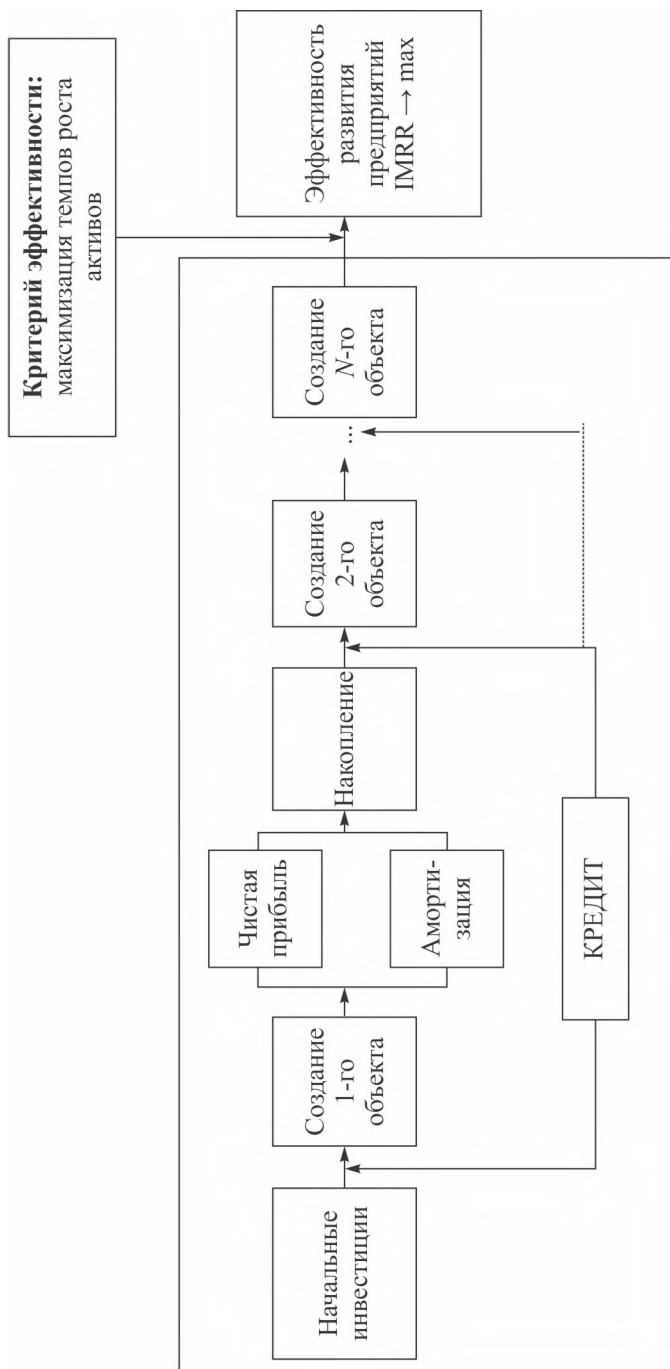 Критерий эффективности:
максимизация темпов роста
активов
Начальные
инвестиции
Создание
1-го
объекта
Чистая
прибыль
Аморти-
зация
Накопление
Создание
2-го
объекта
...
Создание
N-го
объекта
Эффективность
развития
предприятий
IMRR → max
КРЕДИТ